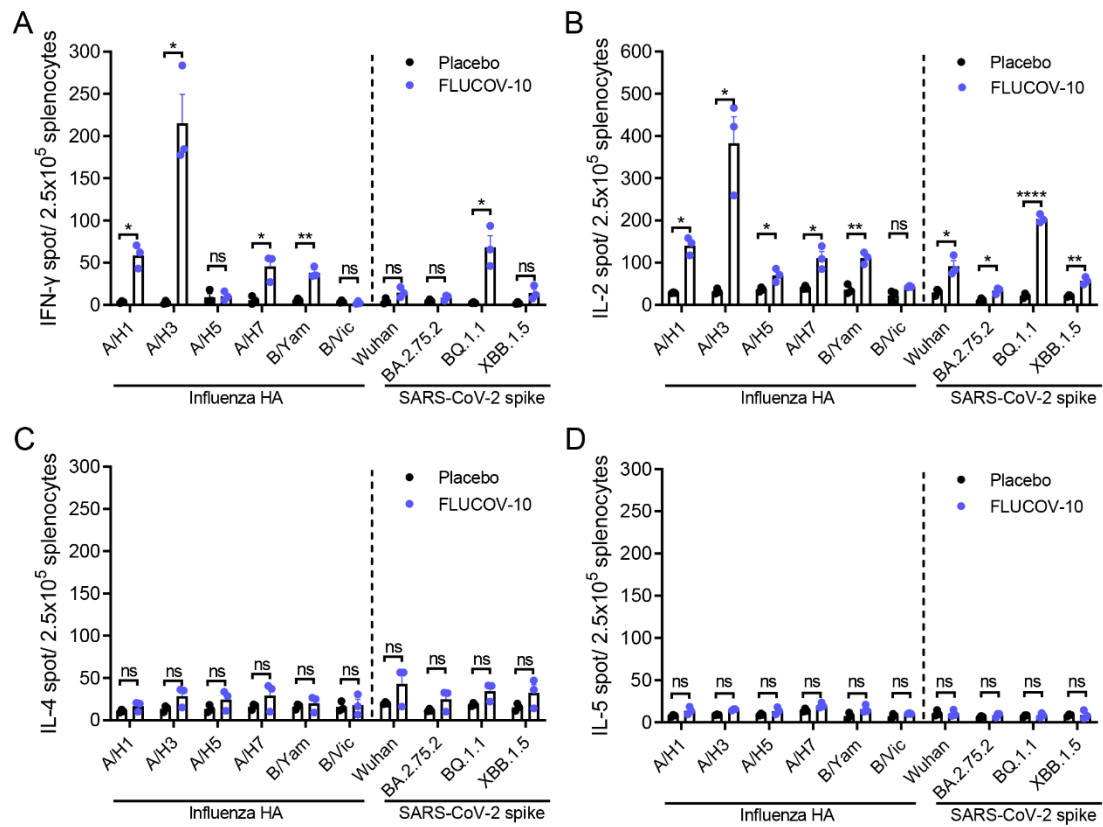 A
IFN-γ spot/ 2.5x10⁵ splenocytes
300
250
200
150
100
50
0
Placebo
FLUCOV-10
*
*
ns
*
**
ns
ns
ns
*
ns
A/H1
A/H3
A/H5
A/H7
B/Yam
B/Vic
Wuhan
BA.2.75.2
BQ.1.1
XBB.1.5
Influenza HA
SARS-CoV-2 spike
B
IL-2 spot/ 2.5x10⁵ splenocytes
600
500
400
300
200
100
0
Placebo
FLUCOV-10
*
*
*
*
**
ns
*
*
****
**
A/H1
A/H3
A/H5
A/H7
B/Yam
B/Vic
Wuhan
BA.2.75.2
BQ.1.1
XBB.1.5
Influenza HA
SARS-CoV-2 spike
C
IL-4 spot/ 2.5x10⁵ splenocytes
300
250
200
150
100
50
0
Placebo
FLUCOV-10
ns
ns
ns
ns
ns
ns
ns
ns
ns
ns
A/H1
A/H3
A/H5
A/H7
B/Yam
B/Vic
Wuhan
BA.2.75.2
BQ.1.1
XBB.1.5
Influenza HA
SARS-CoV-2 spike
D
IL-5 spot/ 2.5x10⁵ splenocytes
300
250
200
150
100
50
0
Placebo
FLUCOV-10
ns
ns
ns
ns
ns
ns
ns
ns
ns
ns
A/H1
A/H3
A/H5
A/H7
B/Yam
B/Vic
Wuhan
BA.2.75.2
BQ.1.1
XBB.1.5
Influenza HA
SARS-CoV-2 spike